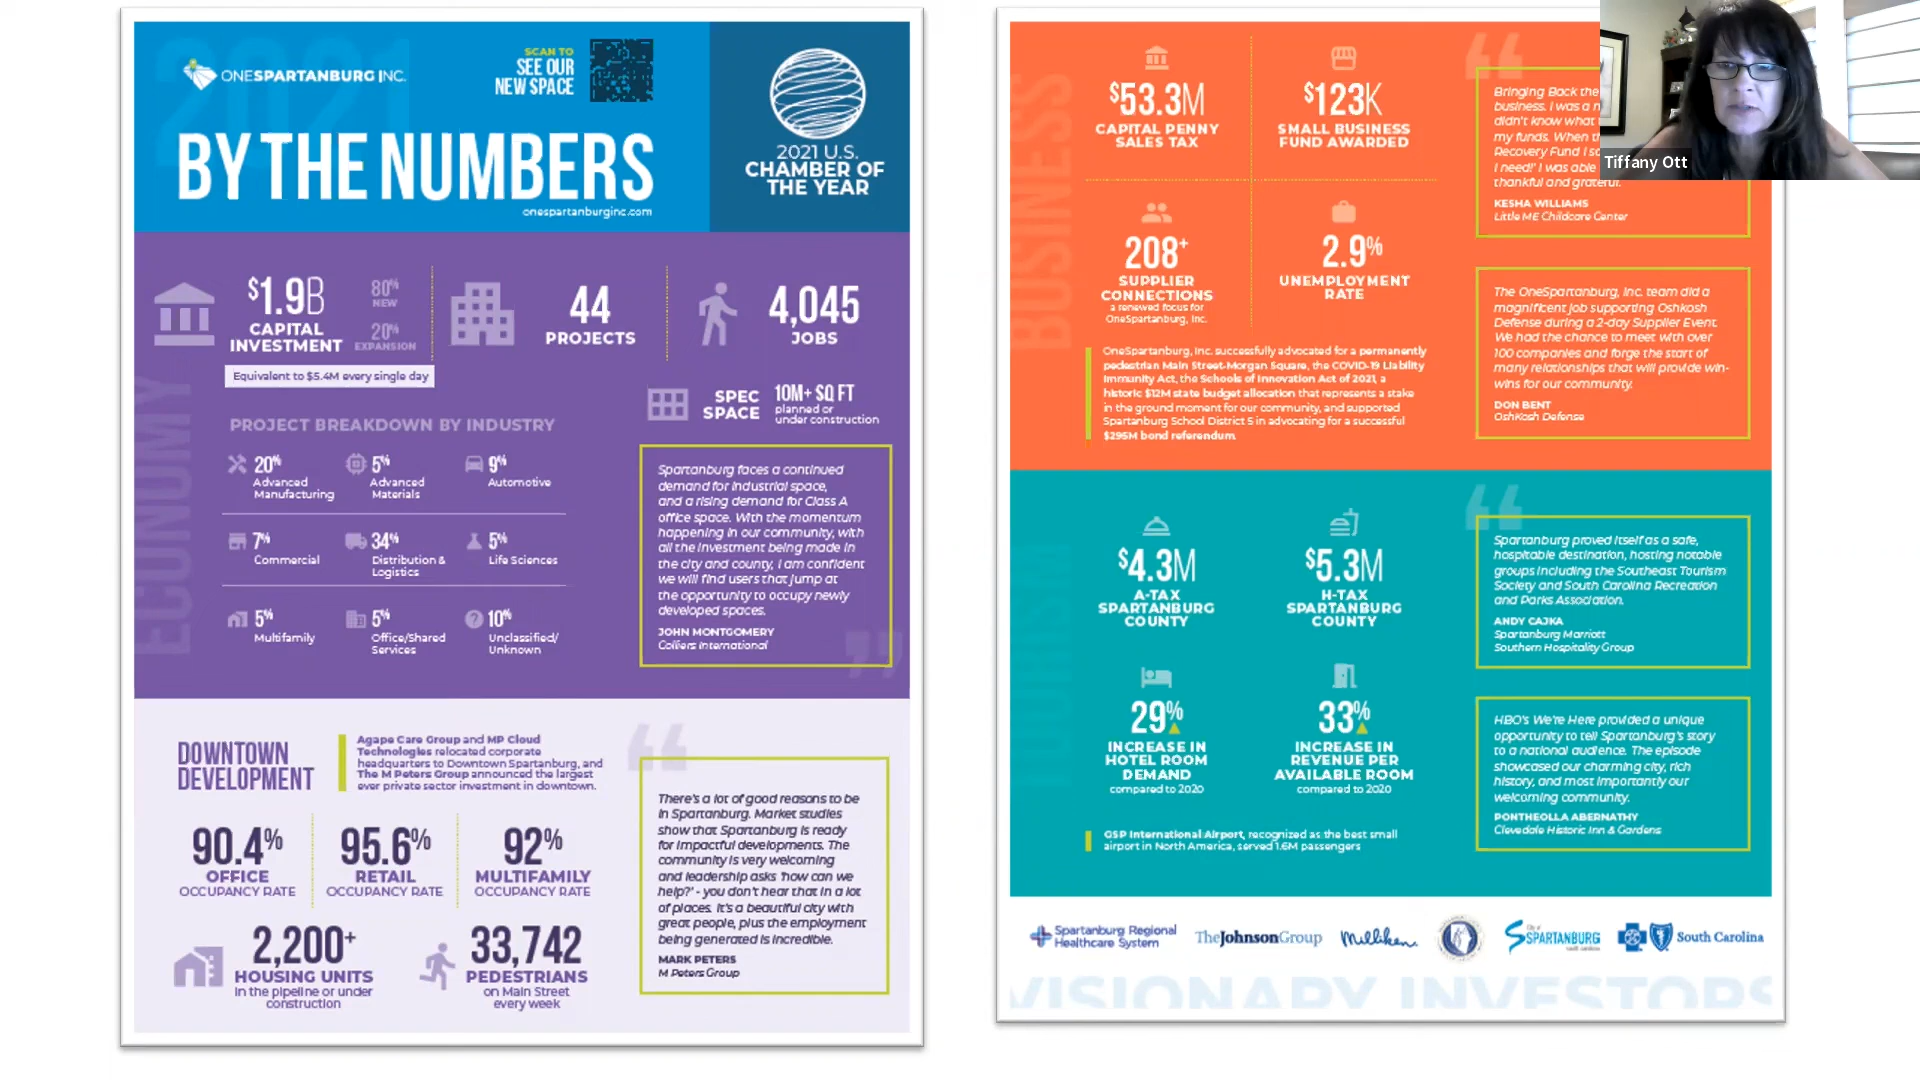 2021
ONESPARTANBURG INC.
SCAN TO
SEE OUR
NEW SPACE
BY THE NUMBERS
onespartanburginc.com
2021 U.S.
CHAMBER OF
THE YEAR
ECONOMY
$1.9B
CAPITAL
INVESTMENT
80%
NEW
20%
EXPANSION
Equivalent to $5.4M every single day
44
PROJECTS
4,045
JOBS
SPEC
SPACE
10M+ SQ FT
planned or
under construction
PROJECT BREAKDOWN BY INDUSTRY
20%
Advanced
Manufacturing
5%
Advanced
Materials
9%
Automotive
7%
Commercial
34%
Distribution &
Logistics
5%
Life Sciences
5%
Multifamily
5%
Office/Shared
Services
10%
Unclassified/
Unknown
Spartanburg faces a continued
demand for industrial space,
and a rising demand for Class A
office space. With the momentum
happening in our community, with
all the investment being made in
the city and county, I am confident
we will find users that jump at
the opportunity to occupy newly
developed spaces.
JOHN MONTGOMERY
Colliers International
DOWNTOWN
DEVELOPMENT
Agape Care Group and MP Cloud
Technologies relocated corporate
headquarters to Downtown Spartanburg, and
The M Peters Group announced the largest
ever private sector investment in downtown.
90.4%
OFFICE
OCCUPANCY RATE
95.6%
RETAIL
OCCUPANCY RATE
92%
MULTIFAMILY
OCCUPANCY RATE
2,200+
HOUSING UNITS
in the pipeline or under
construction
33,742
PEDESTRIANS
on Main Street
every week
There's a lot of good reasons to be
in Spartanburg. Market studies
show that Spartanburg is ready
for impactful developments. The
community is very welcoming
and leadership asks 'how can we
help?' - you don't hear that in a lot
of places. It's a beautiful city with
great people, plus the employment
being generated is incredible.
MARK PETERS
M Peters Group
BUSINESS
$53.3M
CAPITAL PENNY
SALES TAX
$123K
SMALL BUSINESS
FUND AWARDED
208+
SUPPLIER
CONNECTIONS
a renewed focus for
OneSpartanburg, Inc.
2.9%
UNEMPLOYMENT
RATE
OneSpartanburg, Inc. successfully advocated for a permanently
pedestrian Main Street-Morgan Square, the COVID-19 Liability
Immunity Act, the Schools of Innovation Act of 2021, a
historic $12M state budget allocation that represents a stake
in the ground moment for our community, and supported
Spartanburg School District 5 in advocating for a successful
$295M bond referendum.
Bringing Back the
business. I was a
didn't know what
my funds. When
Recovery Fund I
I need!' I was able
thankful and grateful.
KESHA WILLIAMS
Little ME Childcare Center
Tiffany Ott
The OneSpartanburg, Inc. team did a
magnificent job supporting Oshkosh
Defense during a 2-day Supplier Event.
We had the chance to meet with over
100 companies and forge the start of
many relationships that will provide win-
wins for our community.
DON BENT
OshKosh Defense
TOURISM
$4.3M
A-TAX
SPARTANBURG
COUNTY
$5.3M
H-TAX
SPARTANBURG
COUNTY
29%
INCREASE IN
HOTEL ROOM
DEMAND
compared to 2020
33%
INCREASE IN
REVENUE PER
AVAILABLE ROOM
compared to 2020
GSP International Airport, recognized as the best small
airport in North America, served 1.6M passengers
Spartanburg proved itself as a safe,
hospitable destination, hosting notable
groups including the Southeast Tourism
Society and South Carolina Recreation
and Parks Association.
ANDY CAJKA
Spartanburg Marriott
Southern Hospitality Group
HBO's We're Here provided a unique
opportunity to tell Spartanburg's story
to a national audience. The episode
showcased our charming city, rich
history, and most importantly our
welcoming community.
PONTHEOLLA ABERNATHY
Clevedale Historic Inn & Gardens
Spartanburg Regional
Healthcare System
TheJohnsonGroup
Milliken
City of
SPARTANBURG
South Carolina
VISIONARY INVESTORS